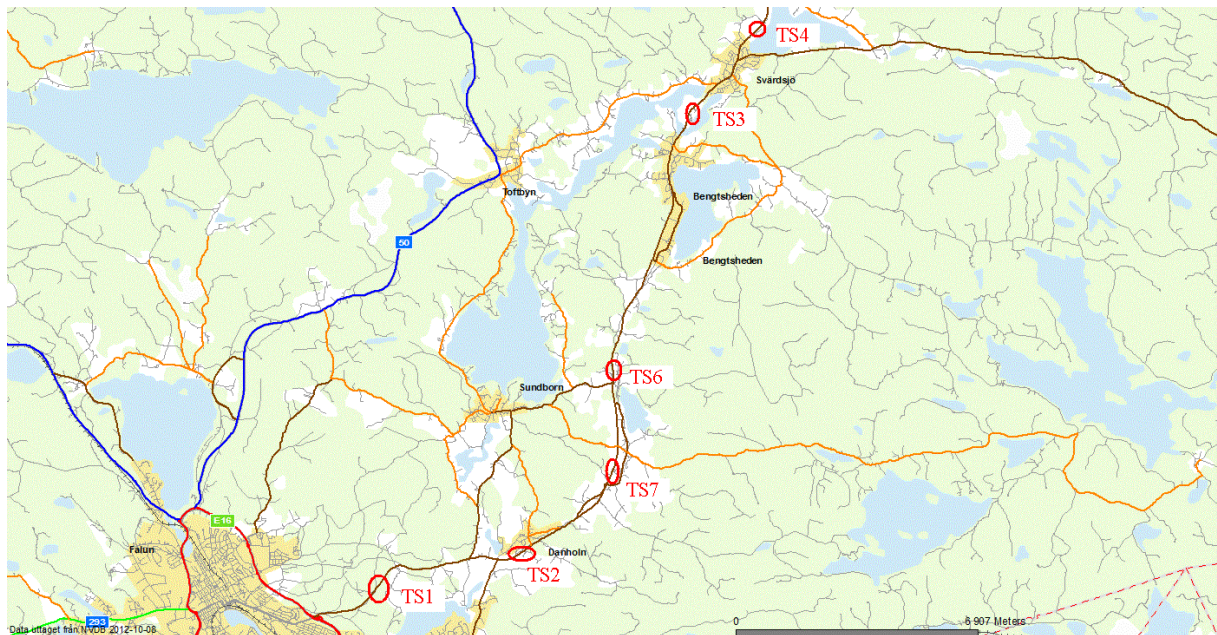 TS4
Svärdsjö
TS3
Toftbyn
Bengtsheden
50
Bengtsheden
TS6
Sundborn
TS7
E16
Falun
Danholn
TS2
TS1
293
0
6 907 Meters
Data uttaget från NVDB 2012-10-08